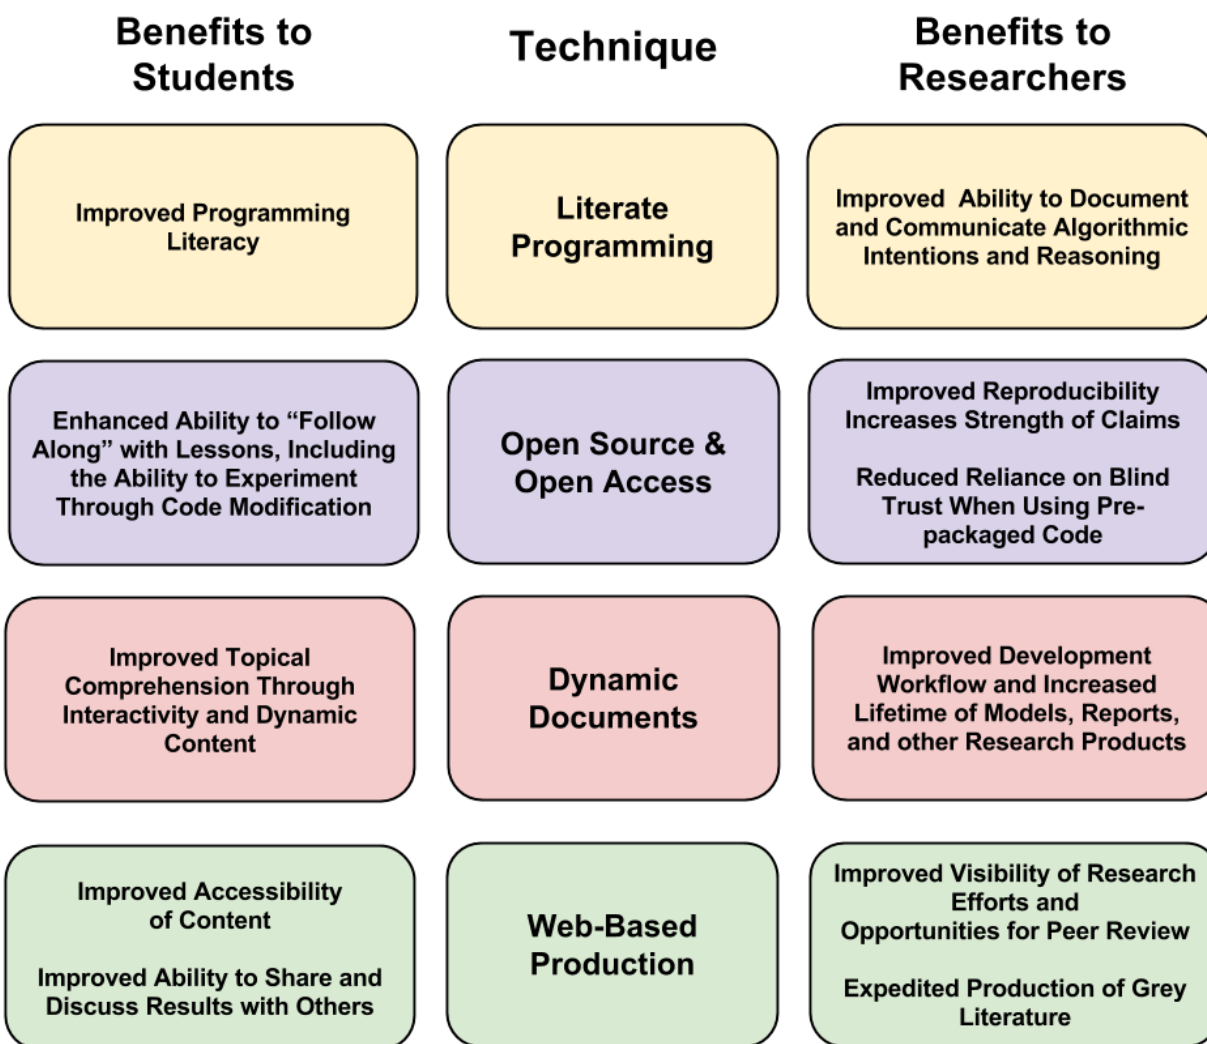 Benefits to
Students
Technique
Benefits to
Researchers
Improved Programming
Literacy
Literate
Programming
Improved Ability to Document
and Communicate Algorithmic
Intentions and Reasoning
Enhanced Ability to “Follow
Along” with Lessons, Including
the Ability to Experiment
Through Code Modification
Open Source &
Open Access
Improved Reproducibility
Increases Strength of Claims
Reduced Reliance on Blind
Trust When Using Pre-
packaged Code
Improved Topical
Comprehension Through
Interactivity and Dynamic
Content
Dynamic
Documents
Improved Development
Workflow and Increased
Lifetime of Models, Reports,
and other Research Products
Improved Accessibility
of Content
Improved Ability to Share and
Discuss Results with Others
Web-Based
Production
Improved Visibility of Research
Efforts and
Opportunities for Peer Review
Expedited Production of Grey
Literature